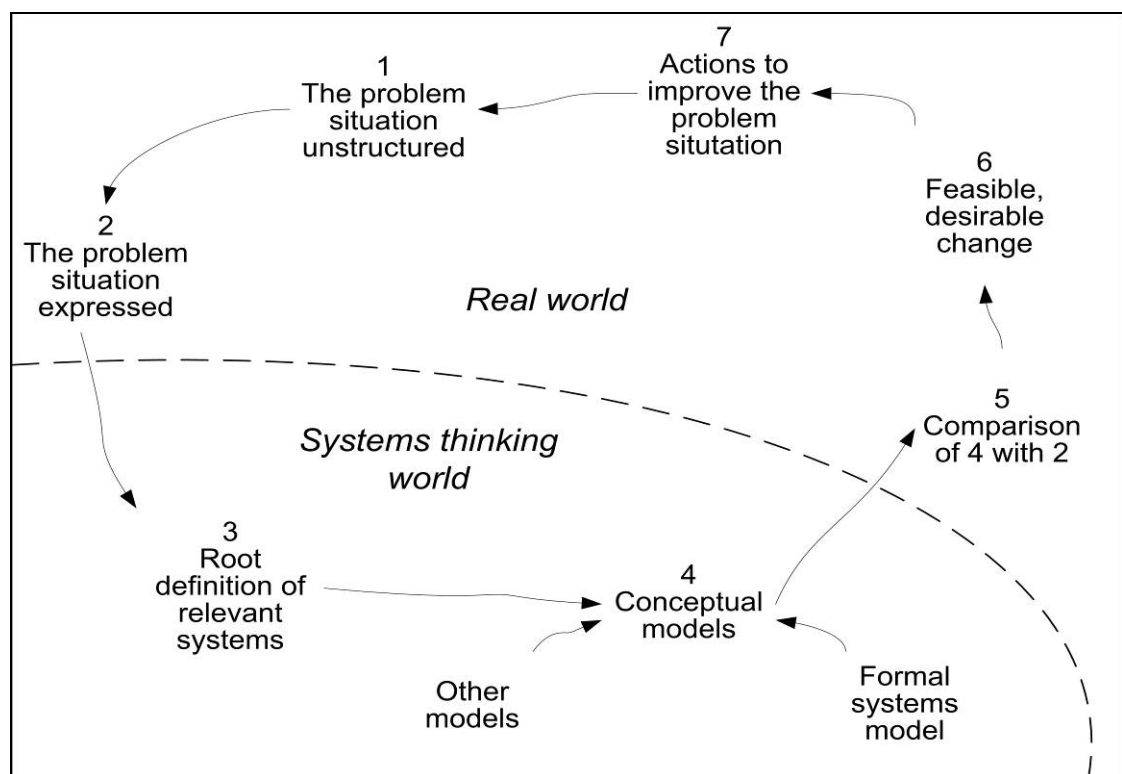 1
The problem
situation
unstructured
7
Actions to
improve the
problem
situtation
2
The problem
situation
expressed
6
Feasible,
desirable
change
Real world
Systems thinking
world
5
Comparison
of 4 with 2
3
Root
definition of
relevant
systems
4
Conceptual
models
Other
models
Formal
systems
model